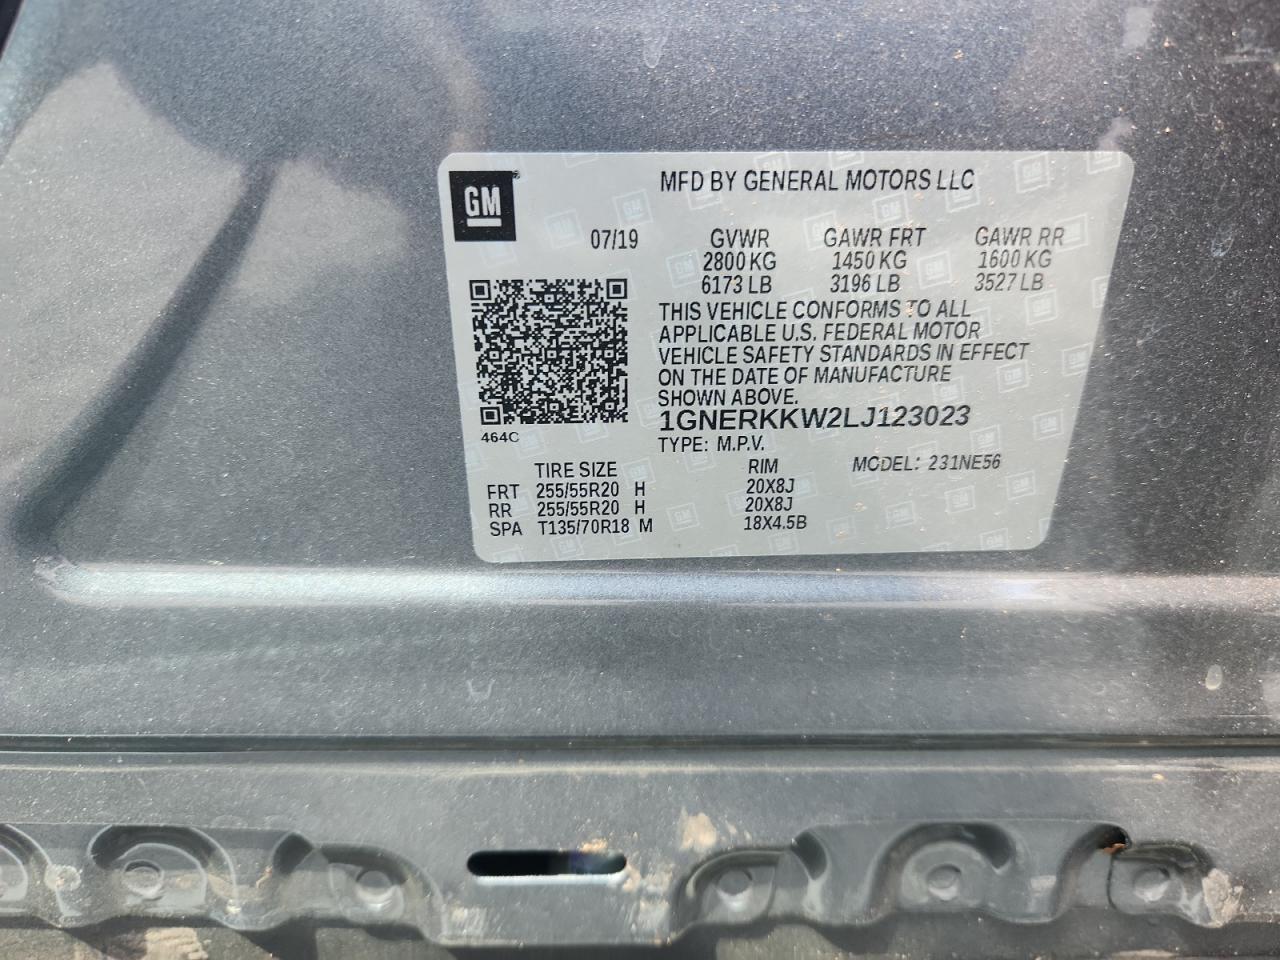 GM
MFD BY GENERAL MOTORS LLC
07/19 GVWR GAWR FRT GAWR RR
2800 KG 1450 KG 1600 KG
6173 LB 3196 LB 3527 LB
THIS VEHICLE CONFORMS TO ALL
APPLICABLE U.S. FEDERAL MOTOR
VEHICLE SAFETY STANDARDS IN EFFECT
ON THE DATE OF MANUFACTURE
SHOWN ABOVE.
1GNERKKW2LJ123023
464C
TYPE: M.P.V.
TIRE SIZE RIM MODEL: 231NE56
FRT 255/55R20 H 20X8J
RR 255/55R20 H 20X8J
SPA T135/70R18 M 18X4.5B